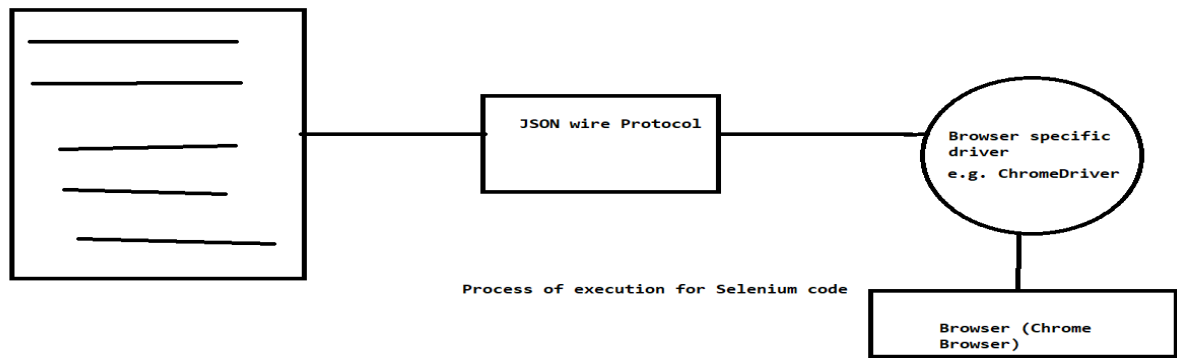 JSON wire Protocol
Browser specific
driver
e.g. ChromeDriver
Process of execution for Selenium code
Browser (Chrome
Browser)